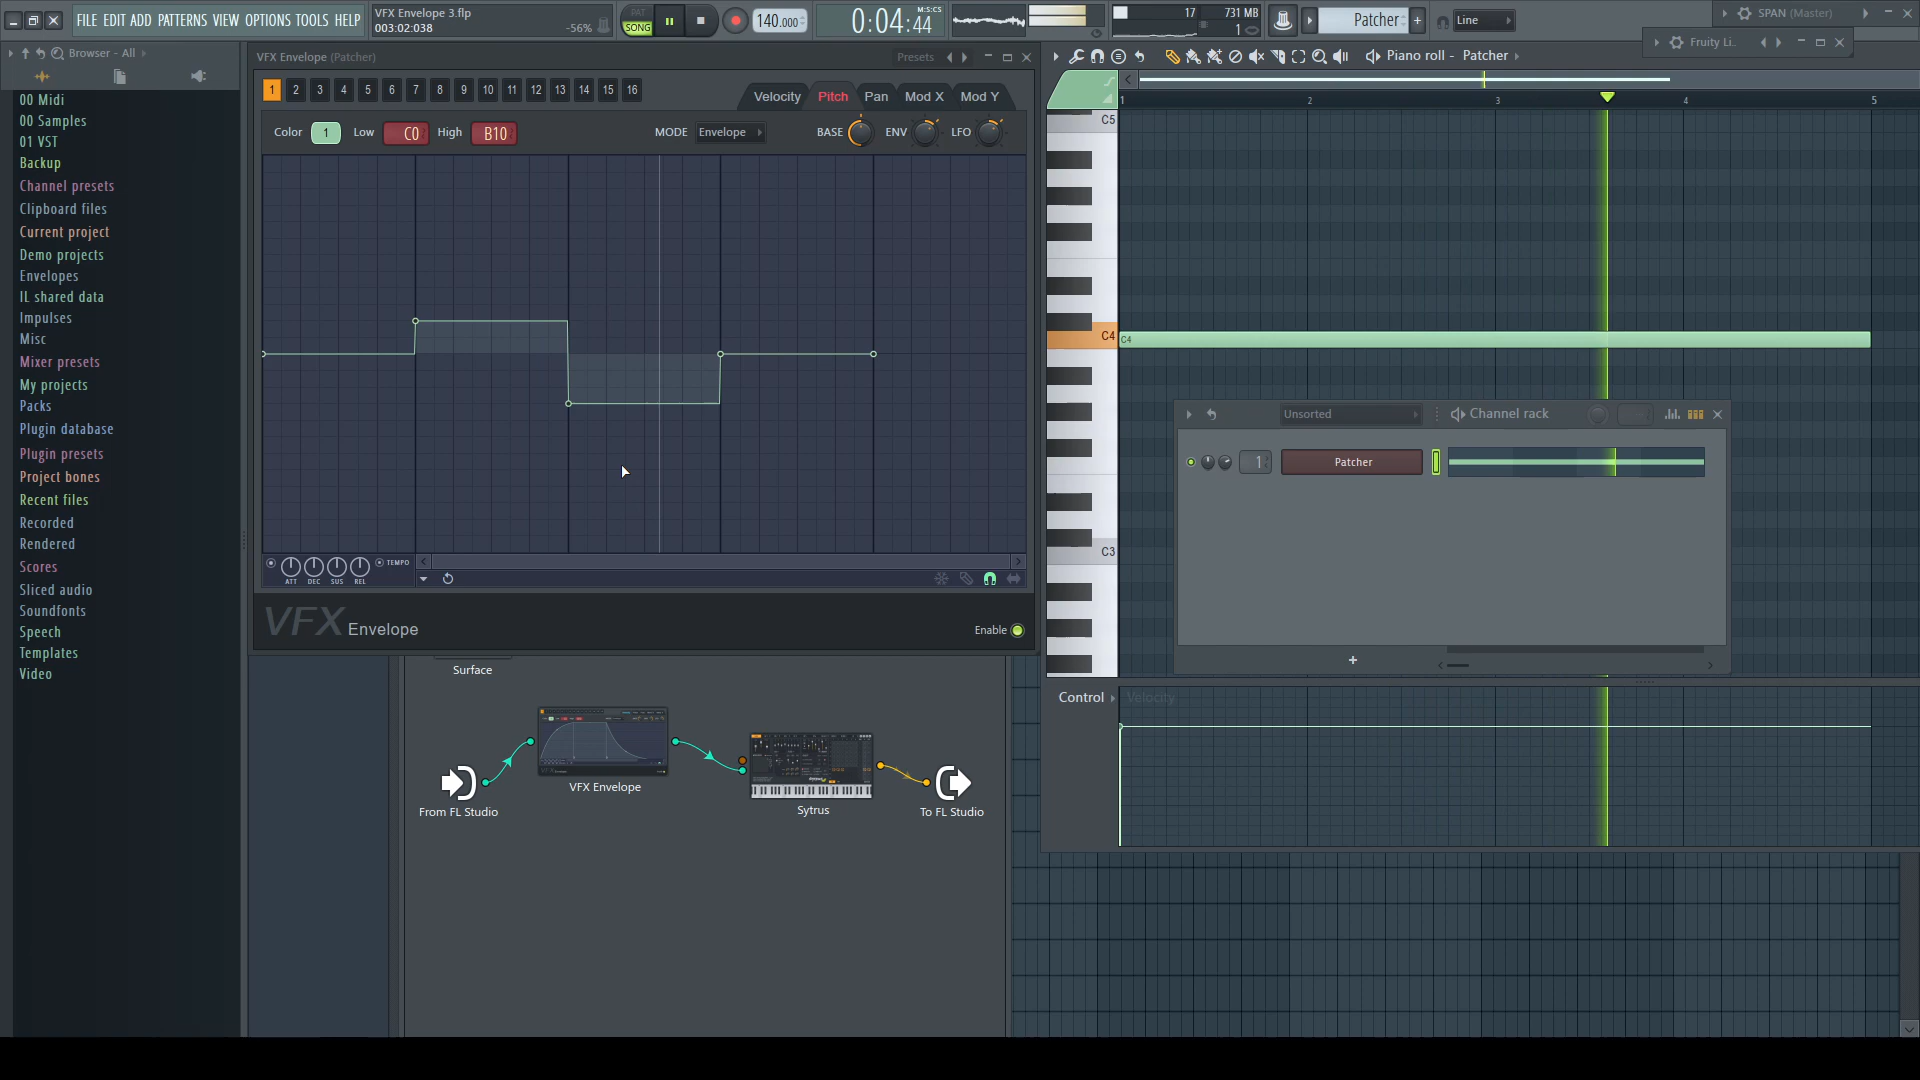 FILE EDIT ADD PATTERNS VIEW OPTIONS TOOLS HELP
VFX Envelope 3.flp
003:02:038
-56%
PAT
SONG
140.000
0:04:44
M:S:CS
17
731 MB
1
Patcher
Line
SPAN (Master)
Fruity Li..
Browser - All
00 Midi
00 Samples
01 VST
Backup
Channel presets
Clipboard files
Current project
Demo projects
Envelopes
IL shared data
Impulses
Misc
Mixer presets
My projects
Packs
Plugin database
Plugin presets
Project bones
Recent files
Recorded
Rendered
Scores
Sliced audio
Soundfonts
Speech
Templates
Video
VFX Envelope (Patcher)
Presets
1 2 3 4 5 6 7 8 9 10 11 12 13 14 15 16
Velocity Pitch Pan Mod X Mod Y
Color 1 Low C0 High B10
MODE Envelope
BASE ENV LFO
ATT DEC SUS REL
TEMPO
VFX Envelope
Enable
Surface
From FL Studio
VFX Envelope
Sytrus
To FL Studio
Piano roll - Patcher
1 2 3 4 5
C5
C4
C4
C3
Unsorted
Channel rack
1
Patcher
Control
Velocity